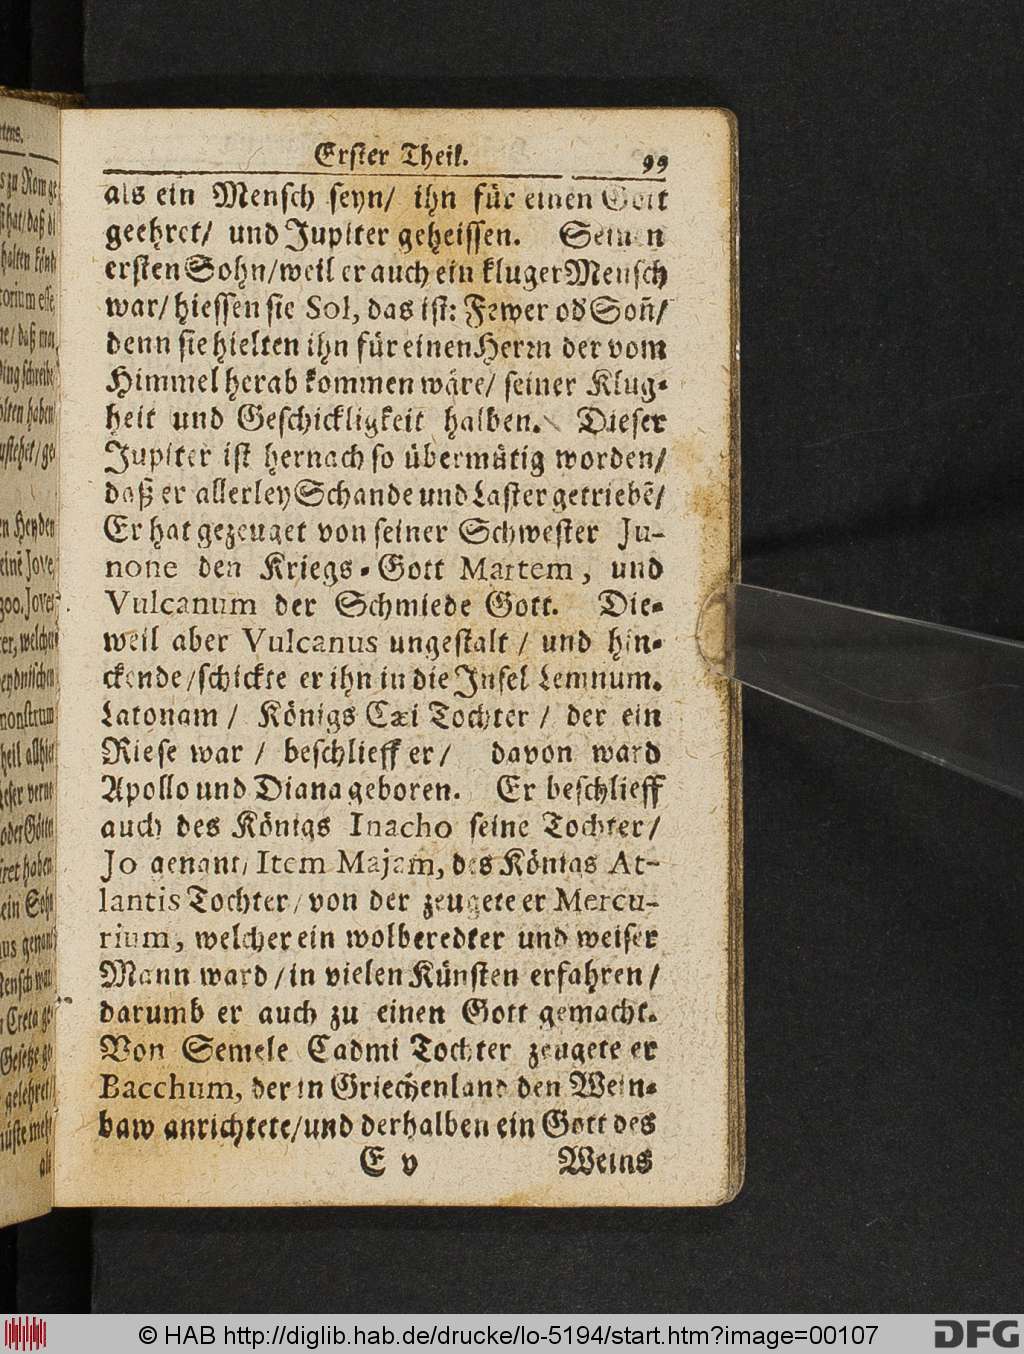 Erster Theil. 99
als ein Mensch seyn/ ihn für einen Gott
geehret/ und Jupiter geheissen. Seinen
ersten Sohn/weil er auch ein kluger Mensch
war/hiessen sie Sol, das ist: Fewer od Soñ/
denn sie hielten ihn für einen Herrn der vom
Himmel herab kommen wäre/ seiner Klug-
heit und Geschickligkeit halben. Dieser
Jupiter ist hernach so übermütig worden/
daß er allerley Schande und Laster getriebẽ/
Er hat gezeuget von seiner Schwester Ju-
none den Kriegs-Gott Martem, und
Vulcanum der Schmiede Gott. Die-
weil aber Vulcanus ungestalt/ und hin-
ckende/schickte er ihn in die Insel Lemnum.
Latonam/ Königs Cæi Tochter/ der ein
Riese war/ beschlieff er/ davon ward
Apollo und Diana geboren. Er beschlieff
auch des Königs Inacho seine Tochter/
Jo genant/ Item Majam, des Königs At-
lantis Tochter/ von der zeugete er Mercu-
rium, welcher ein wolberedter und weiser
Mann ward/in vielen Künsten erfahren/
darumb er auch zu einen Gott gemacht.
Von Semele Cadmi Tochter zeugete er
Bacchum, der in Griechenland den Wein-
baw anrichtete/und derhalben ein Gott des
E v Weins
© HAB http://diglib.hab.de/drucke/lo-5194/start.htm?image=00107
DFG